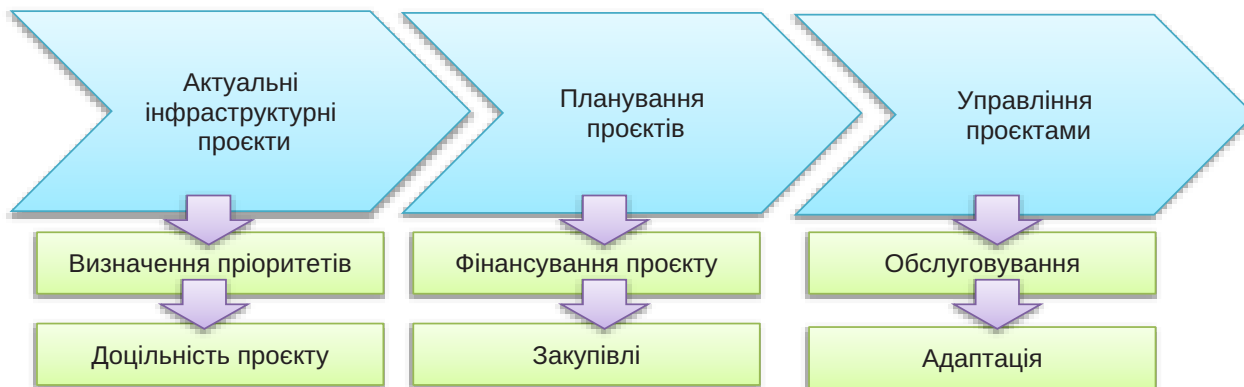 Актуальні
інфраструктурні
проєкти
Планування
проєктів
Управління
проєктами
Визначення пріоритетів
Фінансування проєкту
Обслуговування
Доцільність проєкту
Закупівлі
Адаптація